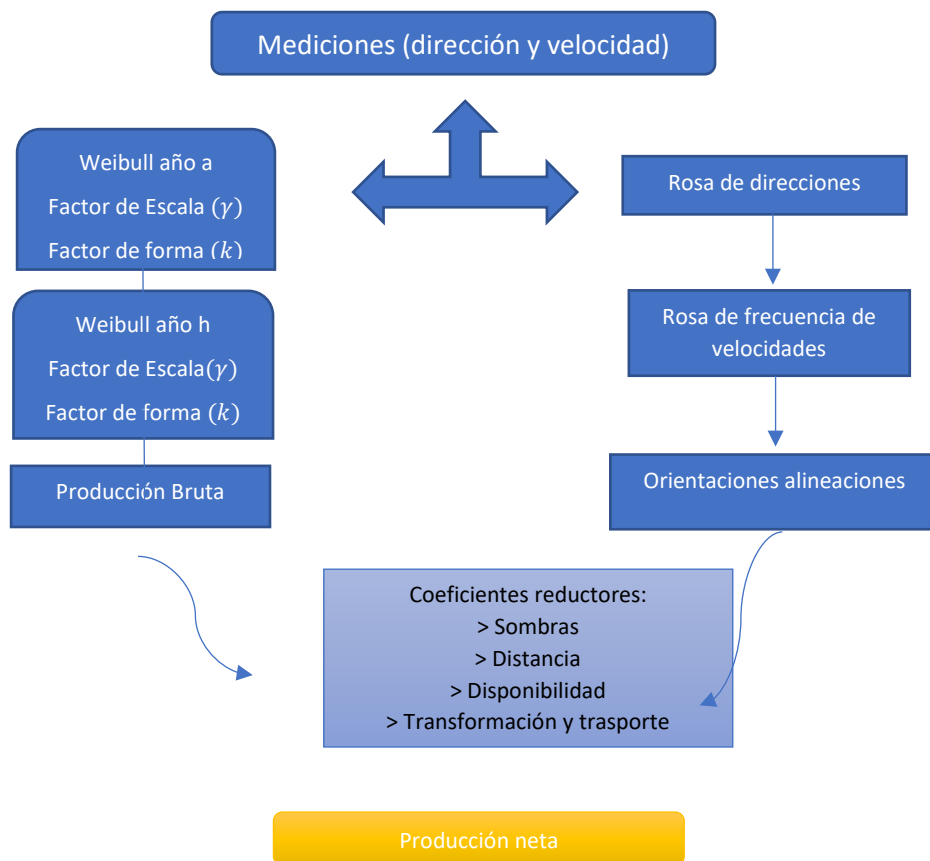 Mediciones (dirección y velocidad)
Weibull año a
Factor de Escala (γ)
Factor de forma (k)
Weibull año h
Factor de Escala(γ)
Factor de forma (k)
Producción Bruta
Rosa de direcciones
Rosa de frecuencia de
velocidades
Orientaciones alineaciones
Coeficientes reductores:
> Sombras
> Distancia
> Disponibilidad
> Transformación y trasporte
Producción neta